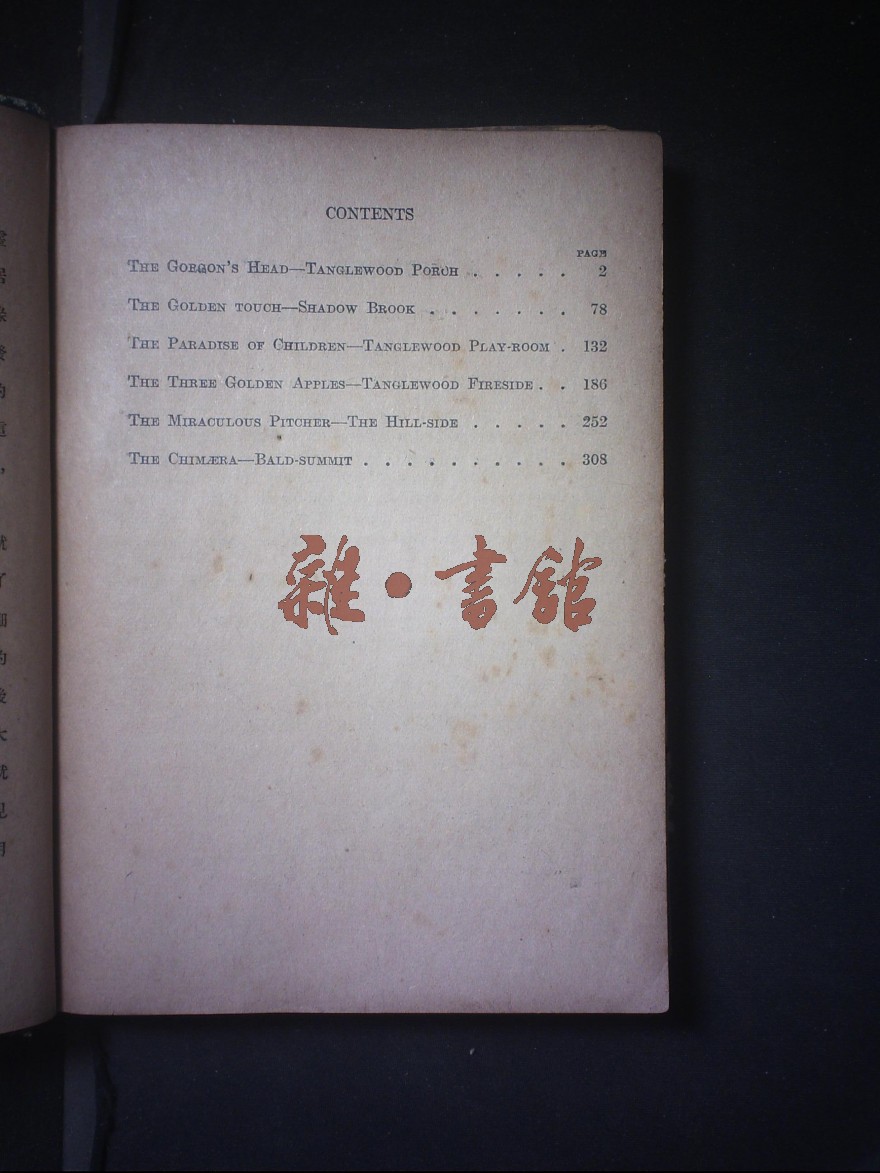 CONTENTS
PAGE
THE GORGON'S HEAD—TANGLEWOOD PORCH . . . . . 2
THE GOLDEN TOUCH—SHADOW BROOK . . . . . . . 78
THE PARADISE OF CHILDREN—TANGLEWOOD PLAY-ROOM . 132
THE THREE GOLDEN APPLES—TANGLEWOOD FIRESIDE . . 186
THE MIRACULOUS PITCHER—THE HILL-SIDE . . . . . 252
THE CHIMÆRA—BALD-SUMMIT . . . . . . . . . . . 308
雜·書館